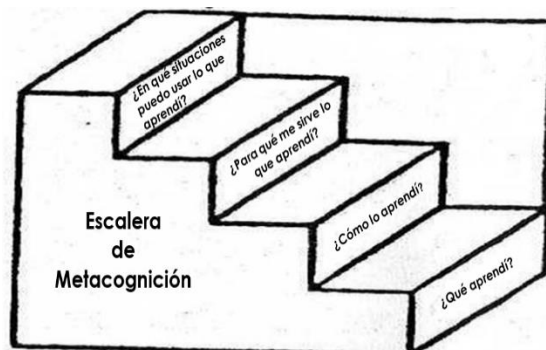 ¿En qué situaciones
puedo usar lo que
aprendí?
¿Para qué me sirve lo
que aprendí?
¿Cómo lo aprendí?
¿Qué aprendí?
Escalera
de
Metacognición